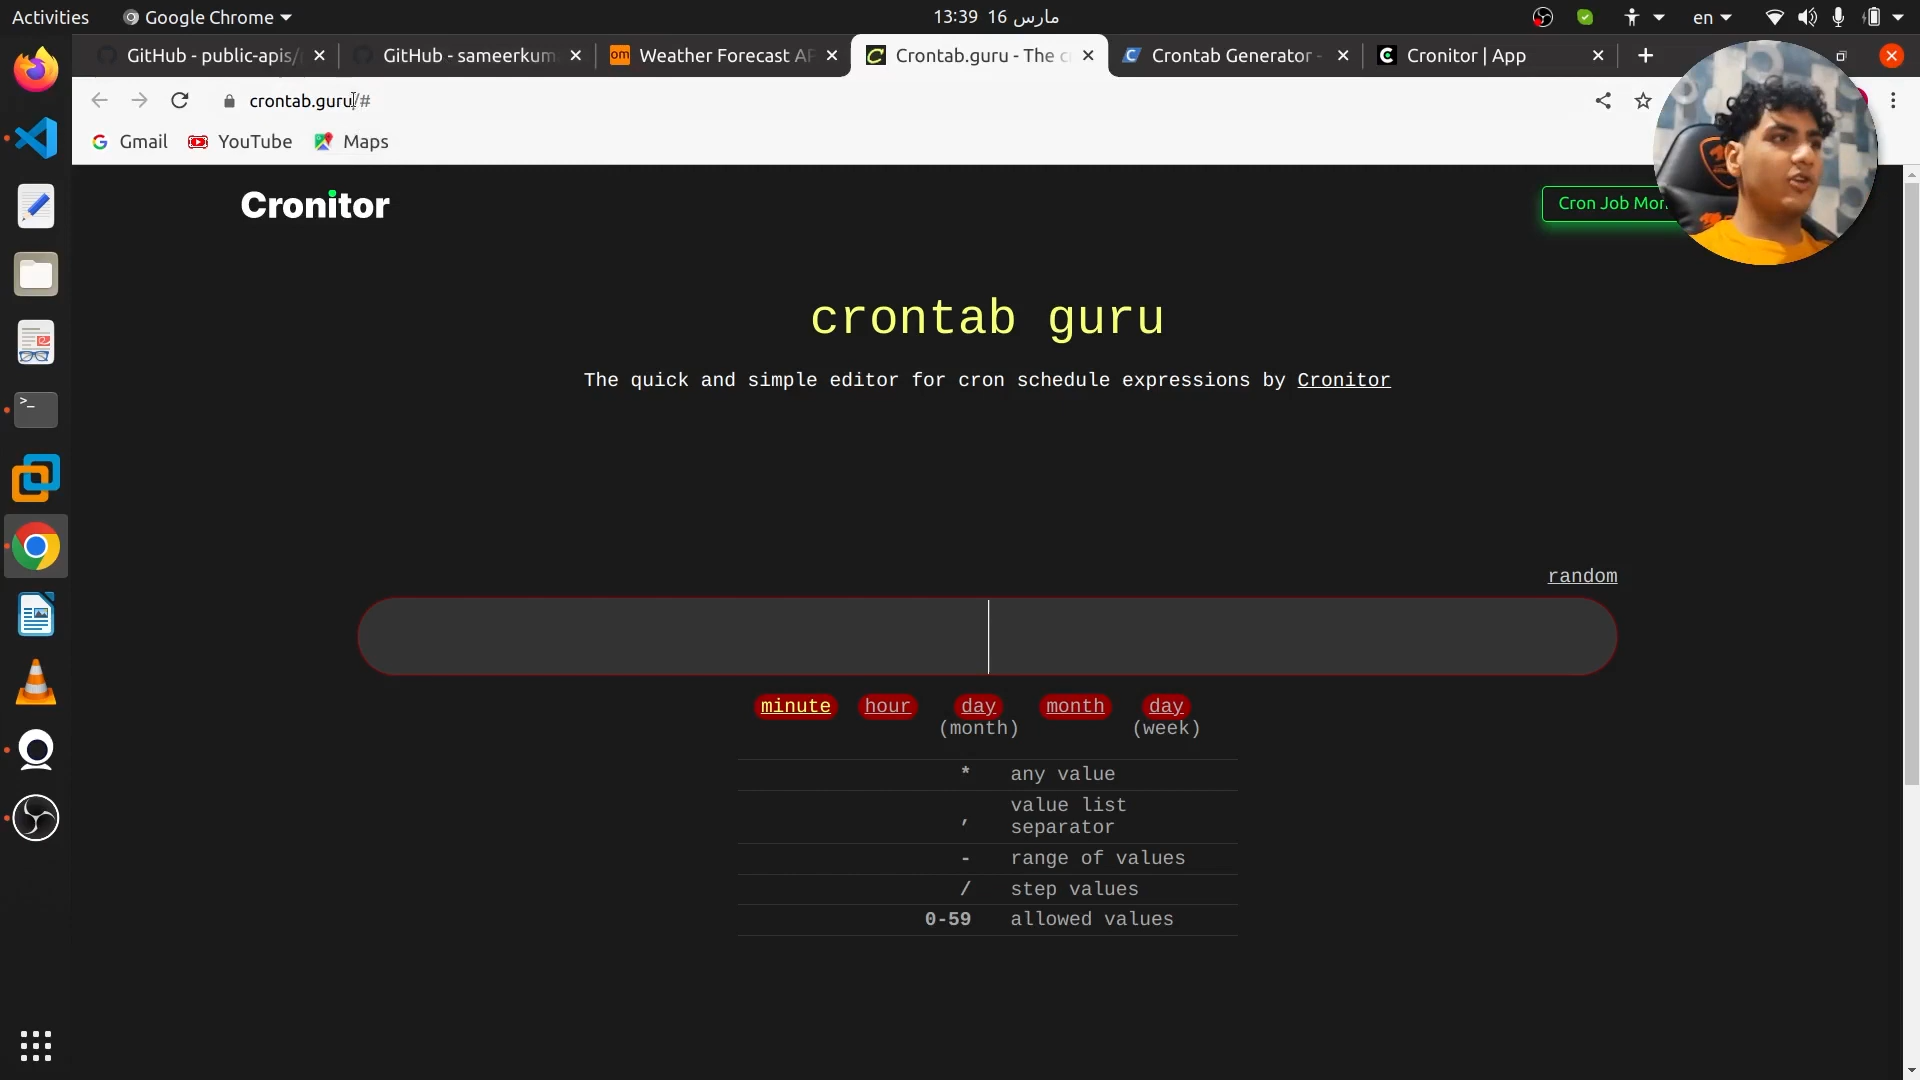 Activities
Google Chrome
13:39 16 مارس
en
GitHub - public-apis/
GitHub - sameerkum
om Weather Forecast AP
Crontab.guru - The c
Crontab Generator -
Cronitor | App
crontab.guru/#
Gmail
YouTube
Maps
Cronitor
Cron Job Mon
crontab guru
The quick and simple editor for cron schedule expressions by Cronitor
random
minute hour day month day
(month) (week)
* any value
, value list
separator
- range of values
/ step values
0-59 allowed values